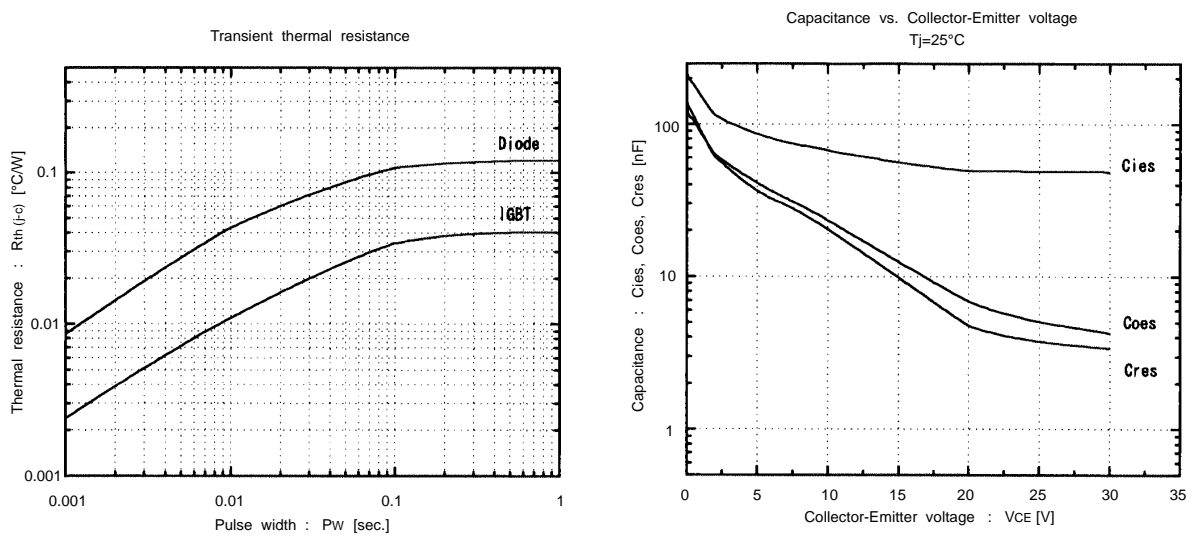 Transient thermal resistance
Thermal resistance : Rth (j-c) [°C/W]
0.1
0.01
0.001
Diode
IGBT
0.001 0.01 0.1 1
Pulse width : PW [sec.]
Capacitance vs. Collector-Emitter voltage
Tj=25°C
Capacitance : Cies, Coes, Cres [nF]
100
10
1
Cies
Coes
Cres
0 5 10 15 20 25 30 35
Collector-Emitter voltage : VCE [V]